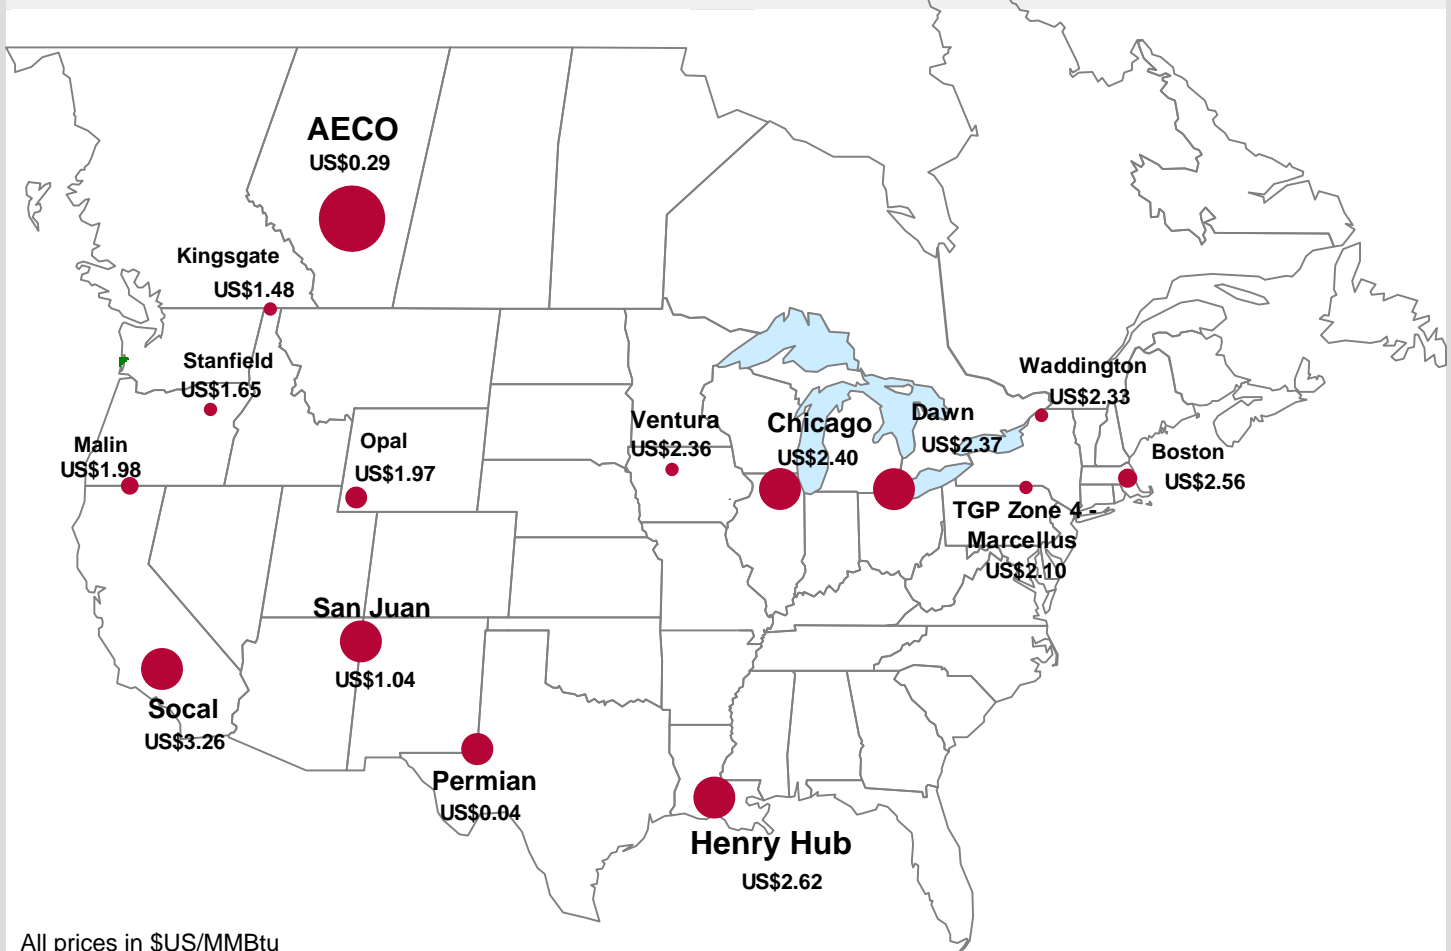 AECO
US$0.29
Kingsgate
US$1.48
Stanfield
US$1.65
Malin
US$1.98
Opal
US$1.97
Ventura
US$2.36
Chicago
US$2.40
Dawn
US$2.37
Waddington
US$2.33
Boston
US$2.56
TGP Zone 4 -
Marcellus
US$2.10
San Juan
US$1.04
Socal
US$3.26
Permian
US$0.04
Henry Hub
US$2.62
All prices in $US/MMBtu